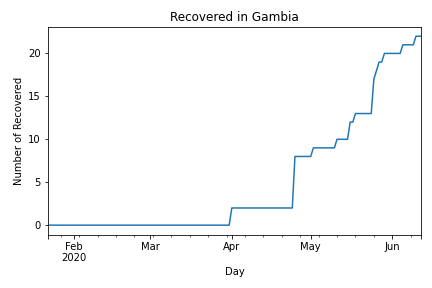 Recovered in Gambia
Number of Recovered
20
15
10
5
0
Feb
2020
Mar
Apr
May
Jun
Day